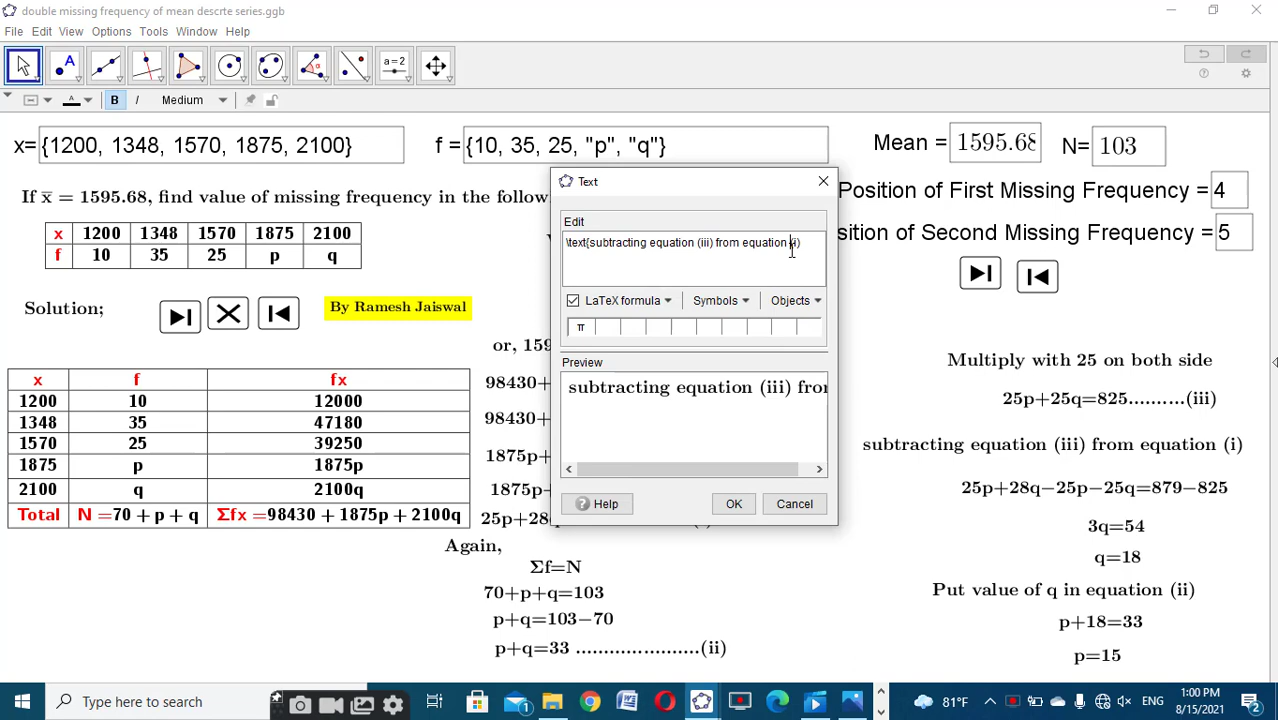 double missing frequency of mean descrte series.ggb
File Edit View Options Tools Window Help
A
a=2
A B I Medium
x= {1200, 1348, 1570, 1875, 2100}
f = {10, 35, 25, "p", "q"}
Mean = 1595.68
N= 103
If x̅ = 1595.68, find value of missing frequency in the follow
Position of First Missing Frequency = 4
sition of Second Missing Frequency = 5
x 1200 1348 1570 1875 2100
f 10 35 25 p q
Solution;
By Ramesh Jaiswal
x f fx
1200 10 12000
1348 35 47180
1570 25 39250
1875 p 1875p
2100 q 2100q
Total N =70 + p + q Σfx =98430 + 1875p + 2100q
or, 159
98430+
98430+
1875p+
1875p+
25p+28q
Again,
Σf=N
70+p+q=103
p+q=103−70
p+q=33 ......................(ii)
Text
Edit
\text{subtracting equation (iii) from equation (i)
LaTeX formula Symbols Objects
π
Preview
subtracting equation (iii) from
? Help OK Cancel
Multiply with 25 on both side
25p+25q=825..........(iii)
subtracting equation (iii) from equation (i)
25p+28q−25p−25q=879−825
3q=54
q=18
Put value of q in equation (ii)
p+18=33
p=15
Type here to search
81°F
ENG
1:00 PM
8/15/2021